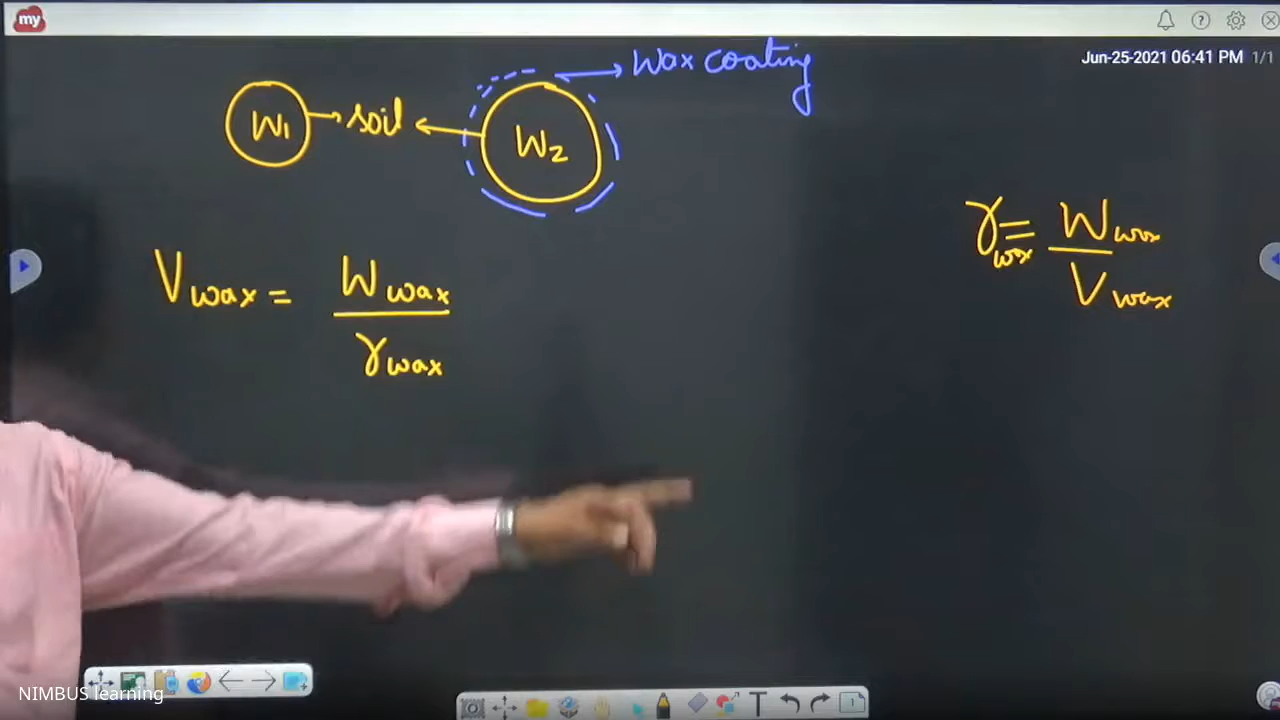 my
Jun-25-2021 06:41 PM 1/1
Wax coating
W1 soil W2
γwax = Wwax
Vwax
Vwax = Wwax
γwax
NIMBUS learning
T
1